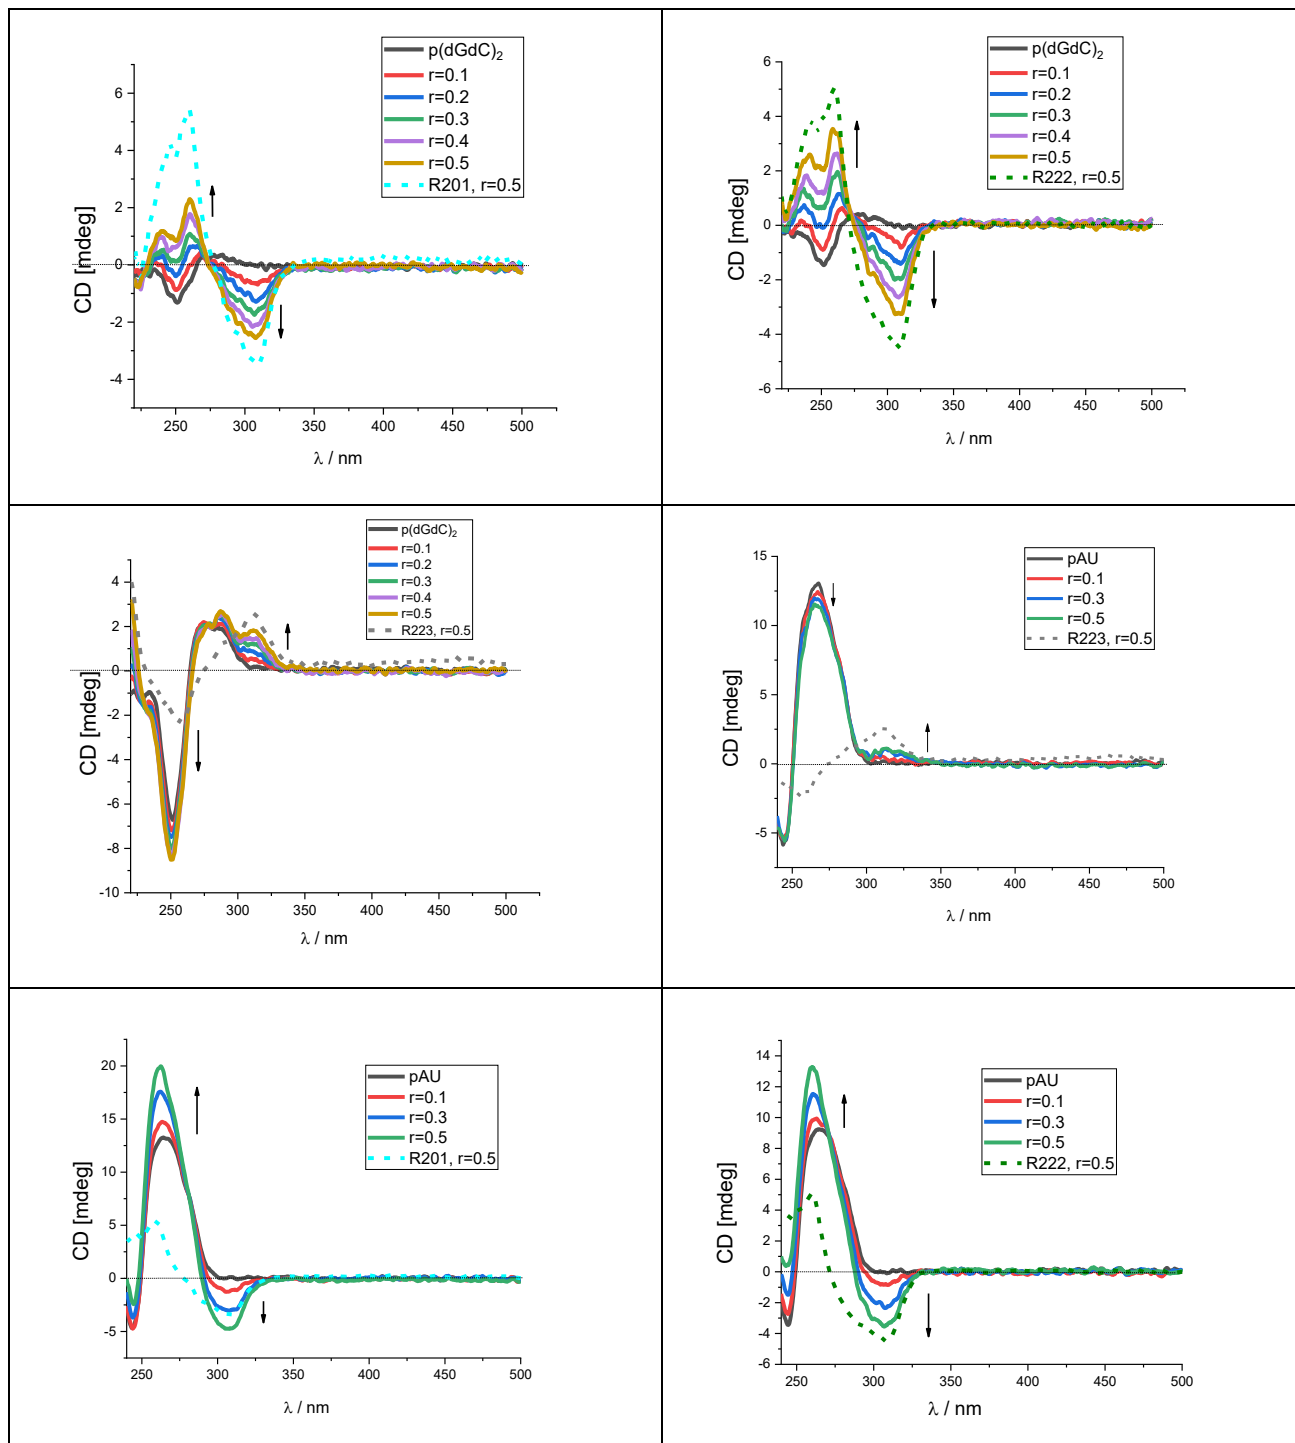 p(dGdC)₂
r=0.1
r=0.2
r=0.3
r=0.4
r=0.5
R201, r=0.5
6
4
2
0
-2
-4
CD [mdeg]
250 300 350 400 450 500
λ / nm
p(dGdC)₂
r=0.1
r=0.2
r=0.3
r=0.4
r=0.5
R222, r=0.5
6
4
2
0
-2
-4
-6
CD [mdeg]
250 300 350 400 450 500
λ / nm
p(dGdC)₂
r=0.1
r=0.2
r=0.3
r=0.4
r=0.5
R223, r=0.5
4
2
0
-2
-4
-6
-8
-10
CD [mdeg]
250 300 350 400 450 500
λ / nm
pAU
r=0.1
r=0.3
r=0.5
R223, r=0.5
15
10
5
0
-5
CD [mdeg]
250 300 350 400 450 500
λ / nm
pAU
r=0.1
r=0.3
r=0.5
R201, r=0.5
20
15
10
5
0
-5
CD [mdeg]
250 300 350 400 450 500
λ / nm
pAU
r=0.1
r=0.3
r=0.5
R222, r=0.5
14
12
10
8
6
4
2
0
-2
-4
-6
CD [mdeg]
250 300 350 400 450 500
λ / nm